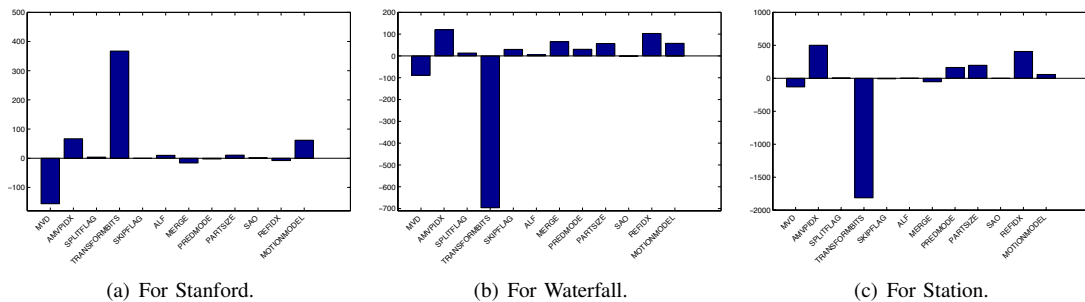 500
400
300
200
100
0
−100
MVD
AMVPIDX
SPLITFLAG
TRANSFORMBITS
SKIPFLAG
ALF
MERGE
PREDMODE
PARTSIZE
SAO
REFIDX
MOTIONMODEL
(a) For Stanford.
200
100
0
−100
−200
−300
−400
−500
−600
−700
MVD
AMVPIDX
SPLITFLAG
TRANSFORMBITS
SKIPFLAG
ALF
MERGE
PREDMODE
PARTSIZE
SAO
REFIDX
MOTIONMODEL
(b) For Waterfall.
1000
500
0
−500
−1000
−1500
−2000
MVD
AMVPIDX
SPLITFLAG
TRANSFORMBITS
SKIPFLAG
ALF
MERGE
PREDMODE
PARTSIZE
SAO
REFIDX
MOTIONMODEL
(c) For Station.